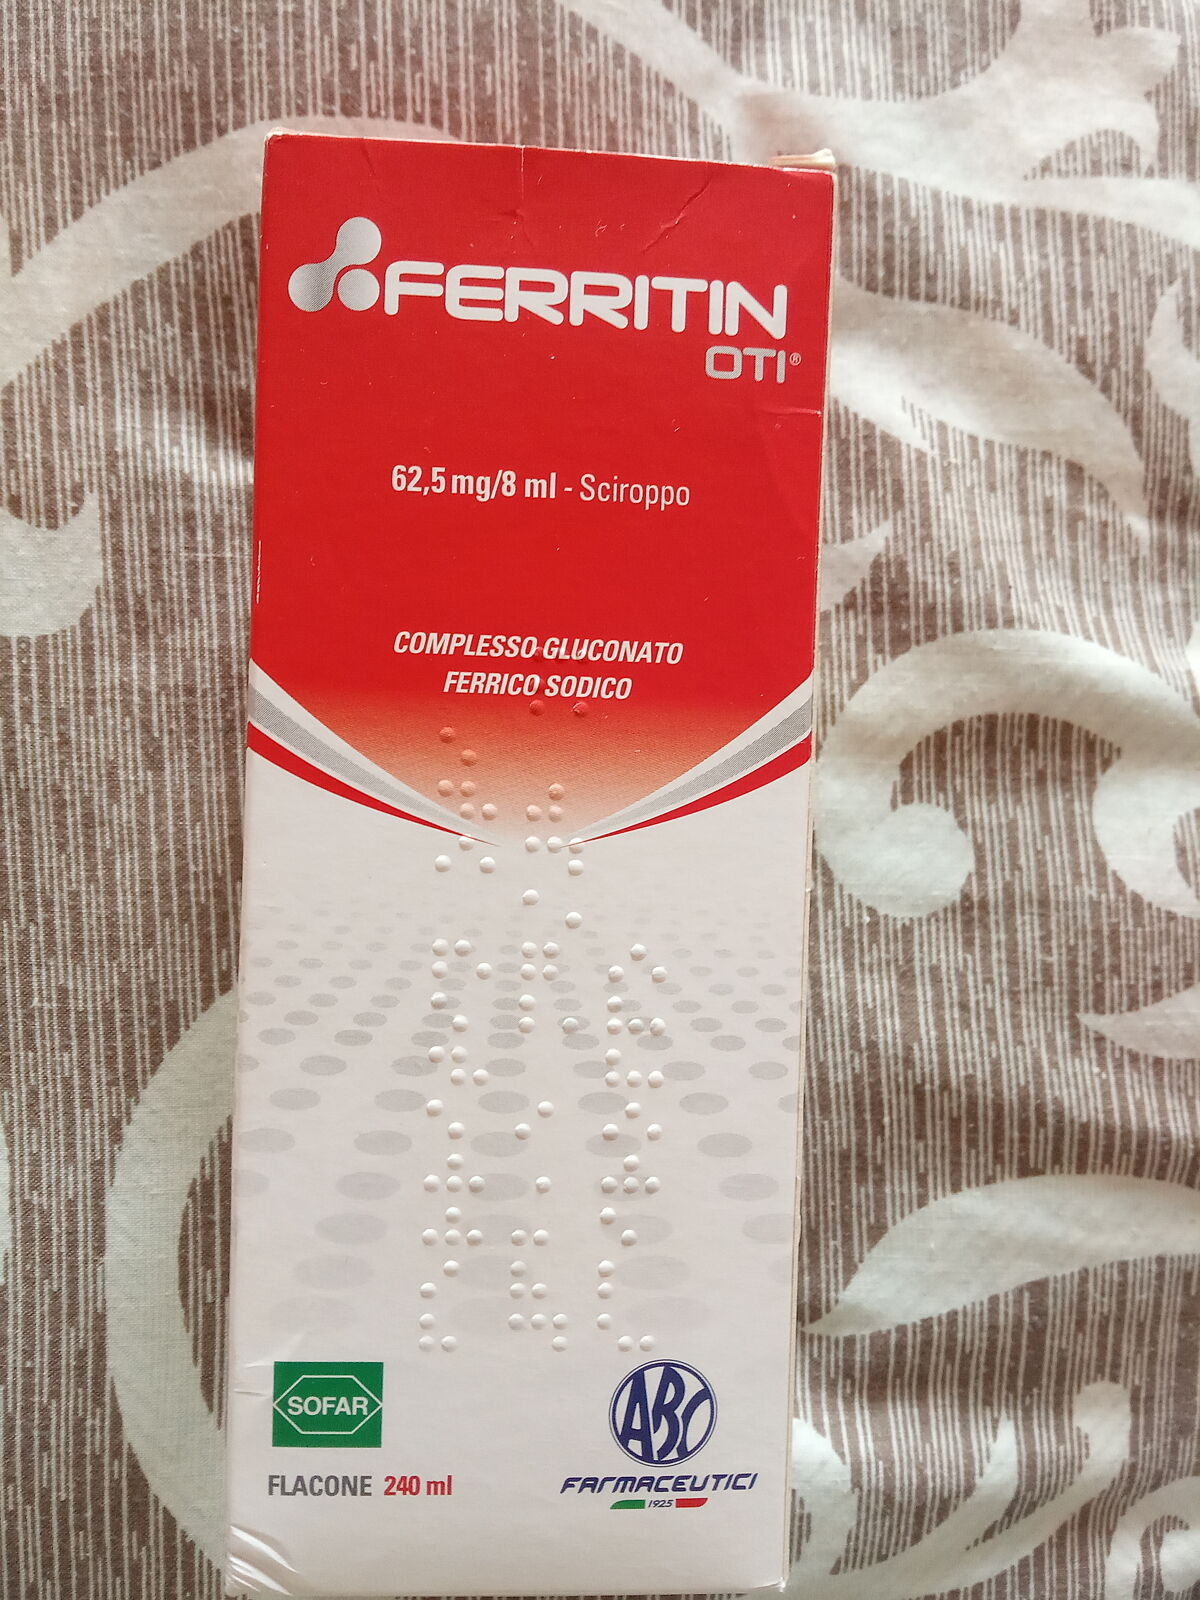 FERRITIN
OTI®
62,5 mg/8 ml - Sciroppo
COMPLESSO GLUCONATO
FERRICO SODICO
SOFAR
ABC
FLACONE 240 ml
FARMACEUTICI
1925